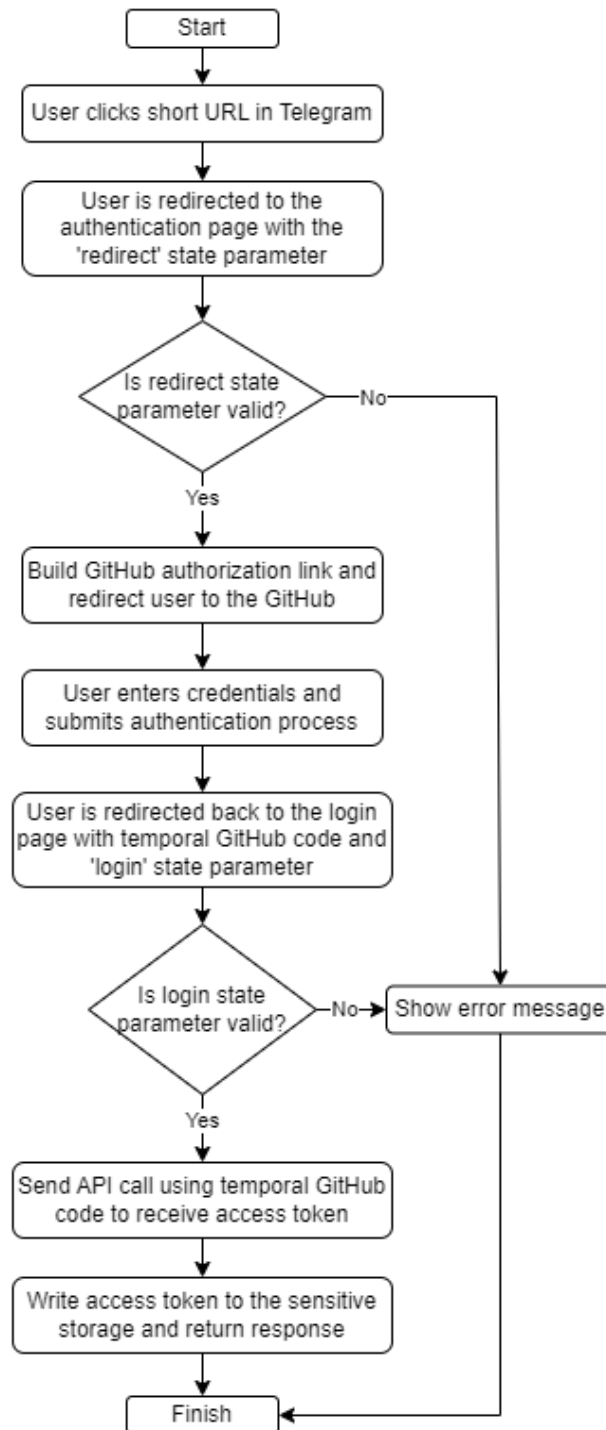 Start
User clicks short URL in Telegram
User is redirected to the
authentication page with the
'redirect' state parameter
Is redirect state
parameter valid?
No
Yes
Build GitHub authorization link and
redirect user to the GitHub
User enters credentials and
submits authentication process
User is redirected back to the login
page with temporal GitHub code and
'login' state parameter
Is login state
parameter valid?
No
Show error message
Yes
Send API call using temporal GitHub
code to receive access token
Write access token to the sensitive
storage and return response
Finish